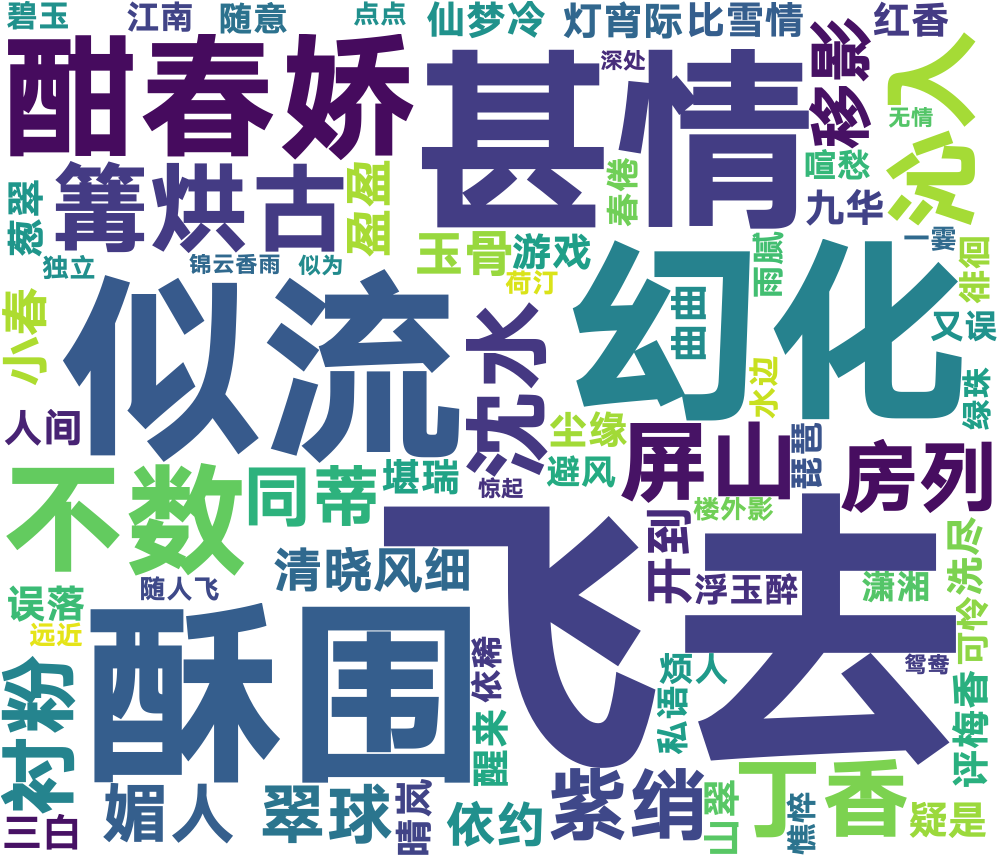 碧玉
江南
随意
点点
仙梦冷
灯宵际比雪情
红香
酣春娇
甚情
深处
移影
沁人
无情
篝烘古
盈盈
葱翠
春倦
喧愁
九华
一霎
玉骨
游戏
雨腻
徘徊
独立
锦云香雨
似为
荷汀
幻化
曲曲
又误
小春
似流
沈水
水边
绿珠
人间
尘缘
屏山
琵琶
房列
不数
同蒂
堪瑞
避风
惊起
楼外影
飞去
开到
洗尽
清晓风细
浮玉醉
潇湘
误落
随人飞
可怜
远近
酥围
依稀
烦人
鸳鸯
衬粉
私语
评梅香
醒来
媚人
翠球
晴岚
依约
紫绡
山翠
丁香
憔悴
疑是
三白